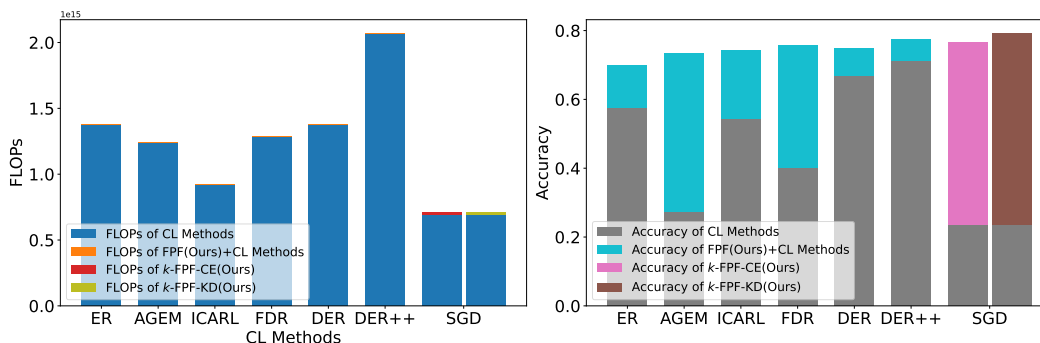 1e15
2.0
1.5
1.0
0.5
0.0
FLOPs
FLOPs of CL Methods
FLOPs of FPF(Ours)+CL Methods
FLOPs of k-FPF-CE(Ours)
FLOPs of k-FPF-KD(Ours)
ER AGEM ICARL FDR DER DER++ SGD
CL Methods
0.8
0.6
0.4
0.2
0.0
Accuracy
Accuracy of CL Methods
Accuracy of FPF(Ours)+CL Methods
Accuracy of k-FPF-CE(Ours)
Accuracy of k-FPF-KD(Ours)
ER AGEM ICARL FDR DER DER++ SGD